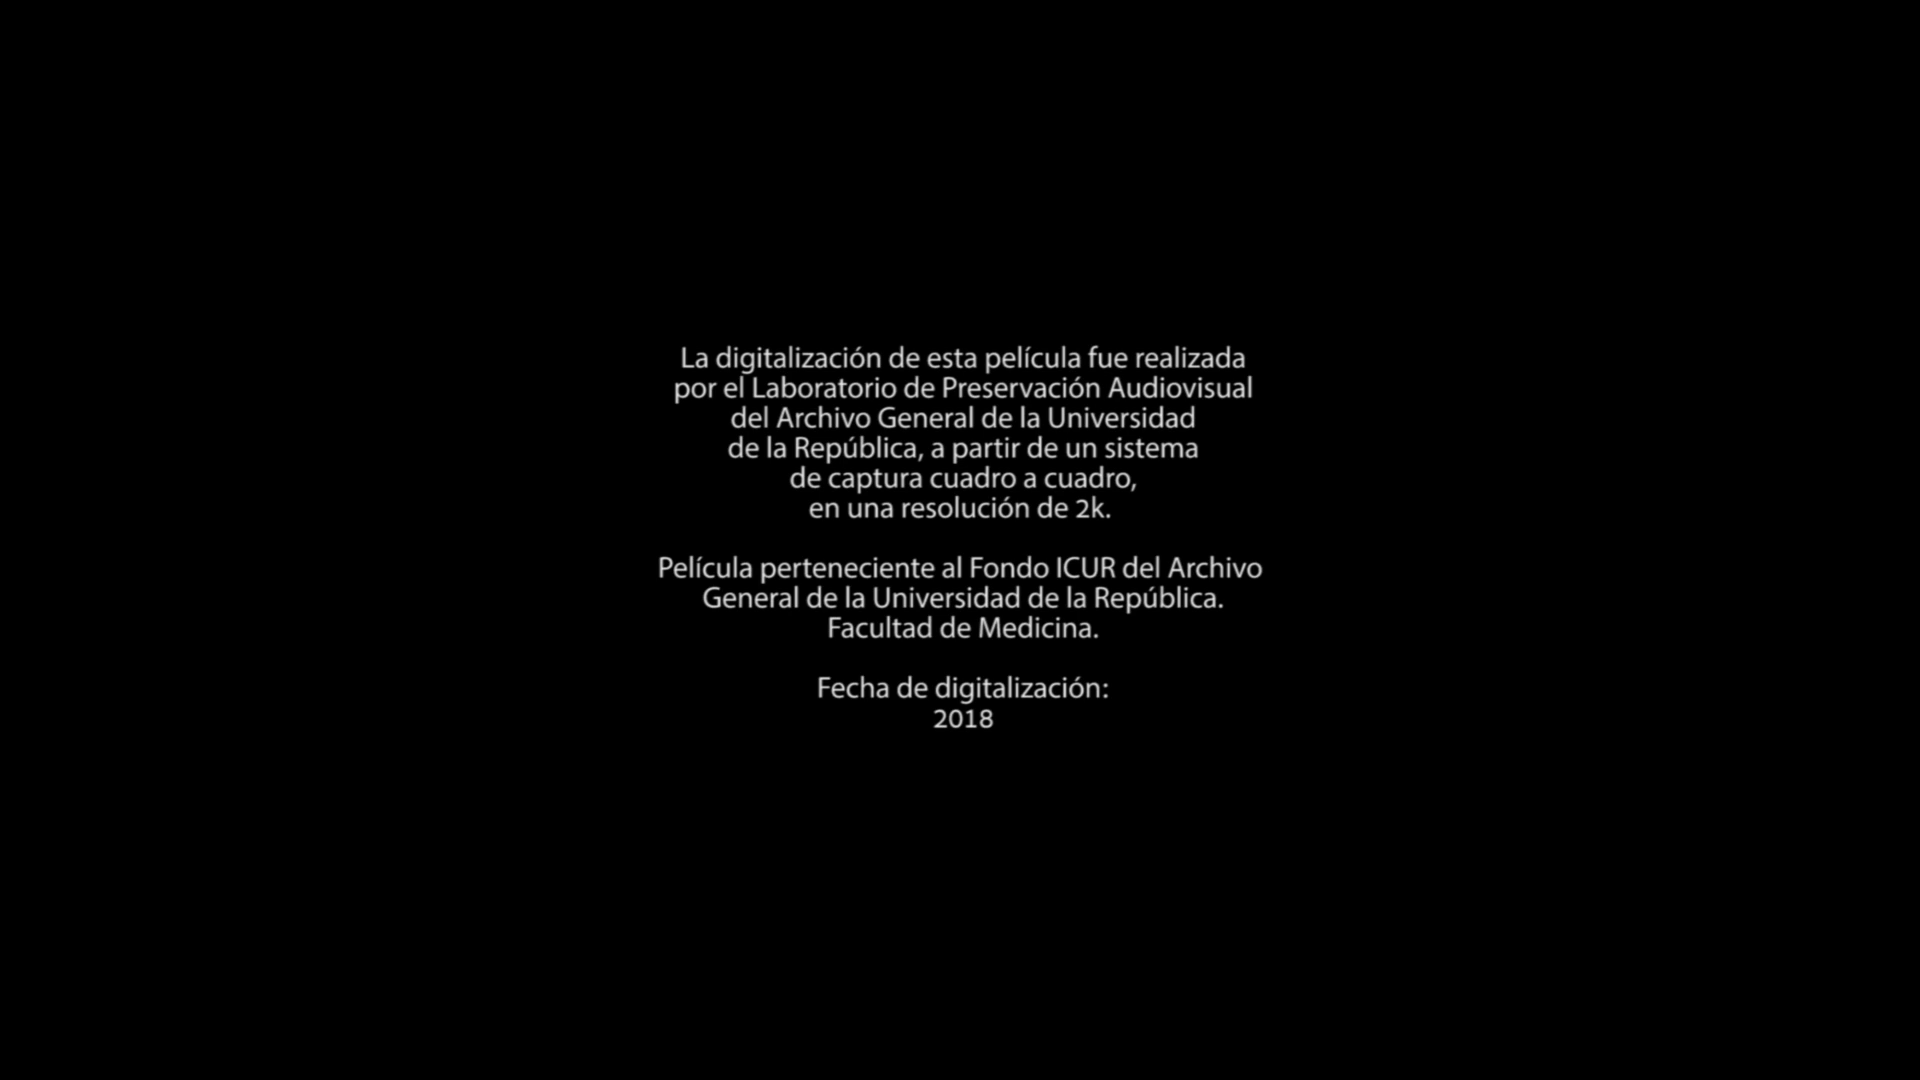 La digitalización de esta película fue realizada
por el Laboratorio de Preservación Audiovisual
del Archivo General de la Universidad
de la República, a partir de un sistema
de captura cuadro a cuadro,
en una resolución de 2k.
Película perteneciente al Fondo ICUR del Archivo
General de la Universidad de la República.
Facultad de Medicina.
Fecha de digitalización:
2018